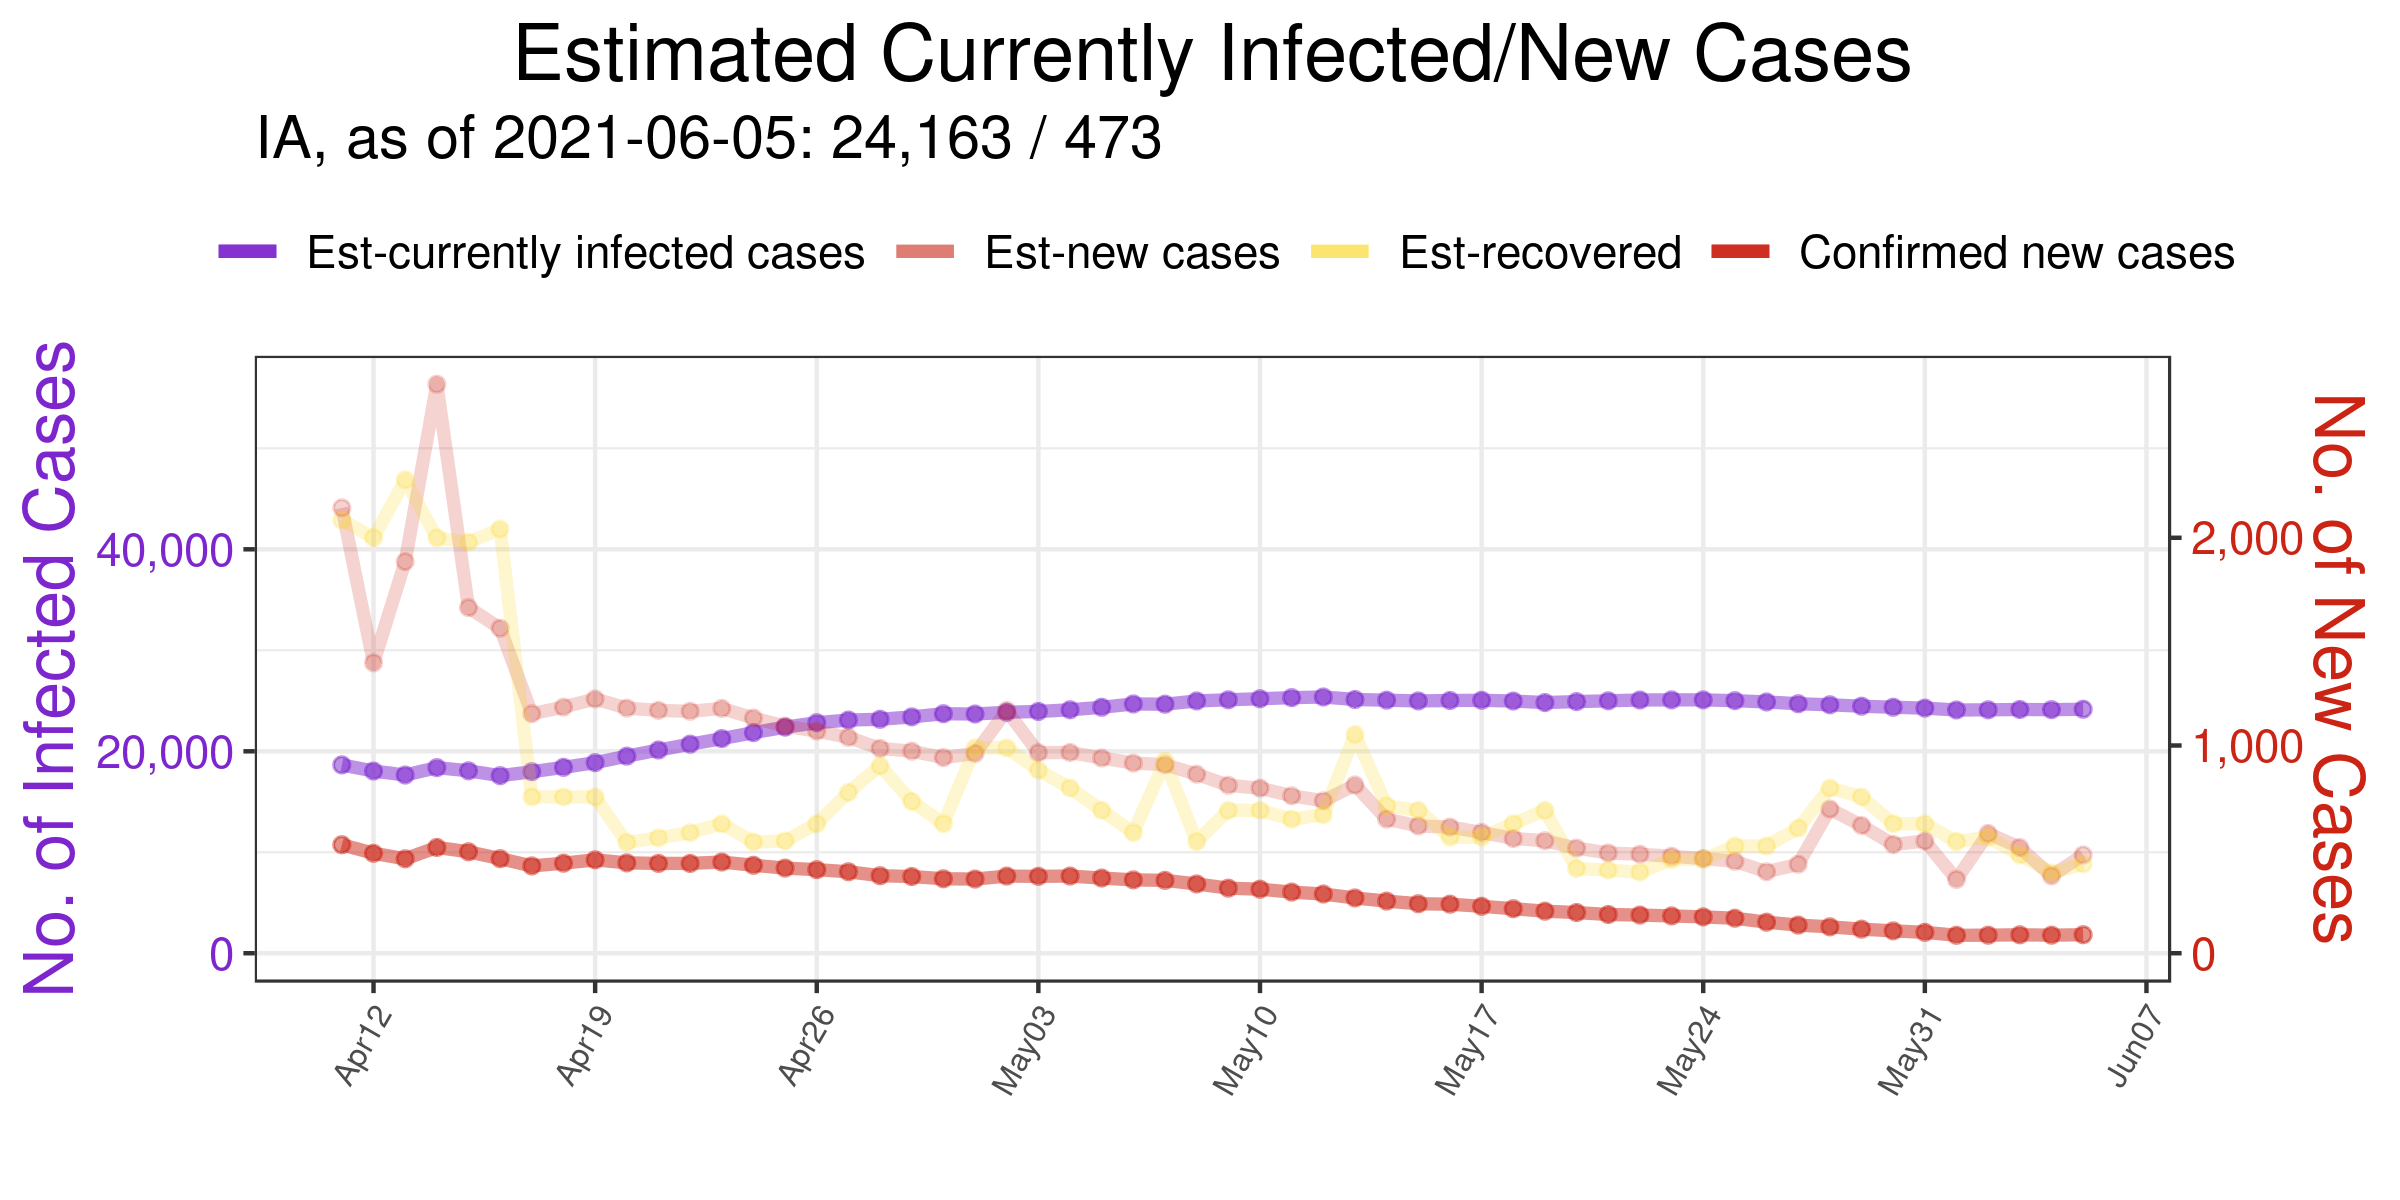 Estimated Currently Infected/New Cases
IA, as of 2021-06-05: 24,163 / 473
Est-currently infected cases Est-new cases Est-recovered Confirmed new cases
No. of Infected Cases
40,000
20,000
0
2,000
1,000
0
No. of New Cases
Apr12 Apr19 Apr26 May03 May10 May17 May24 May31 Jun07